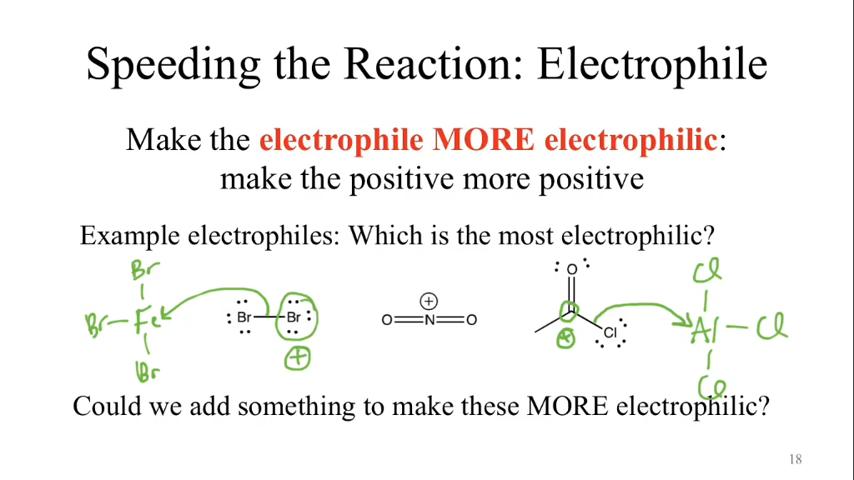 Speeding the Reaction: Electrophile
Make the electrophile MORE electrophilic:
make the positive more positive
Example electrophiles: Which is the most electrophilic?
Br
Br Fe
Br
Br Br
+
O N O
+
O
Cl
+
Cl
Al Cl
Cl
Could we add something to make these MORE electrophilic?
18